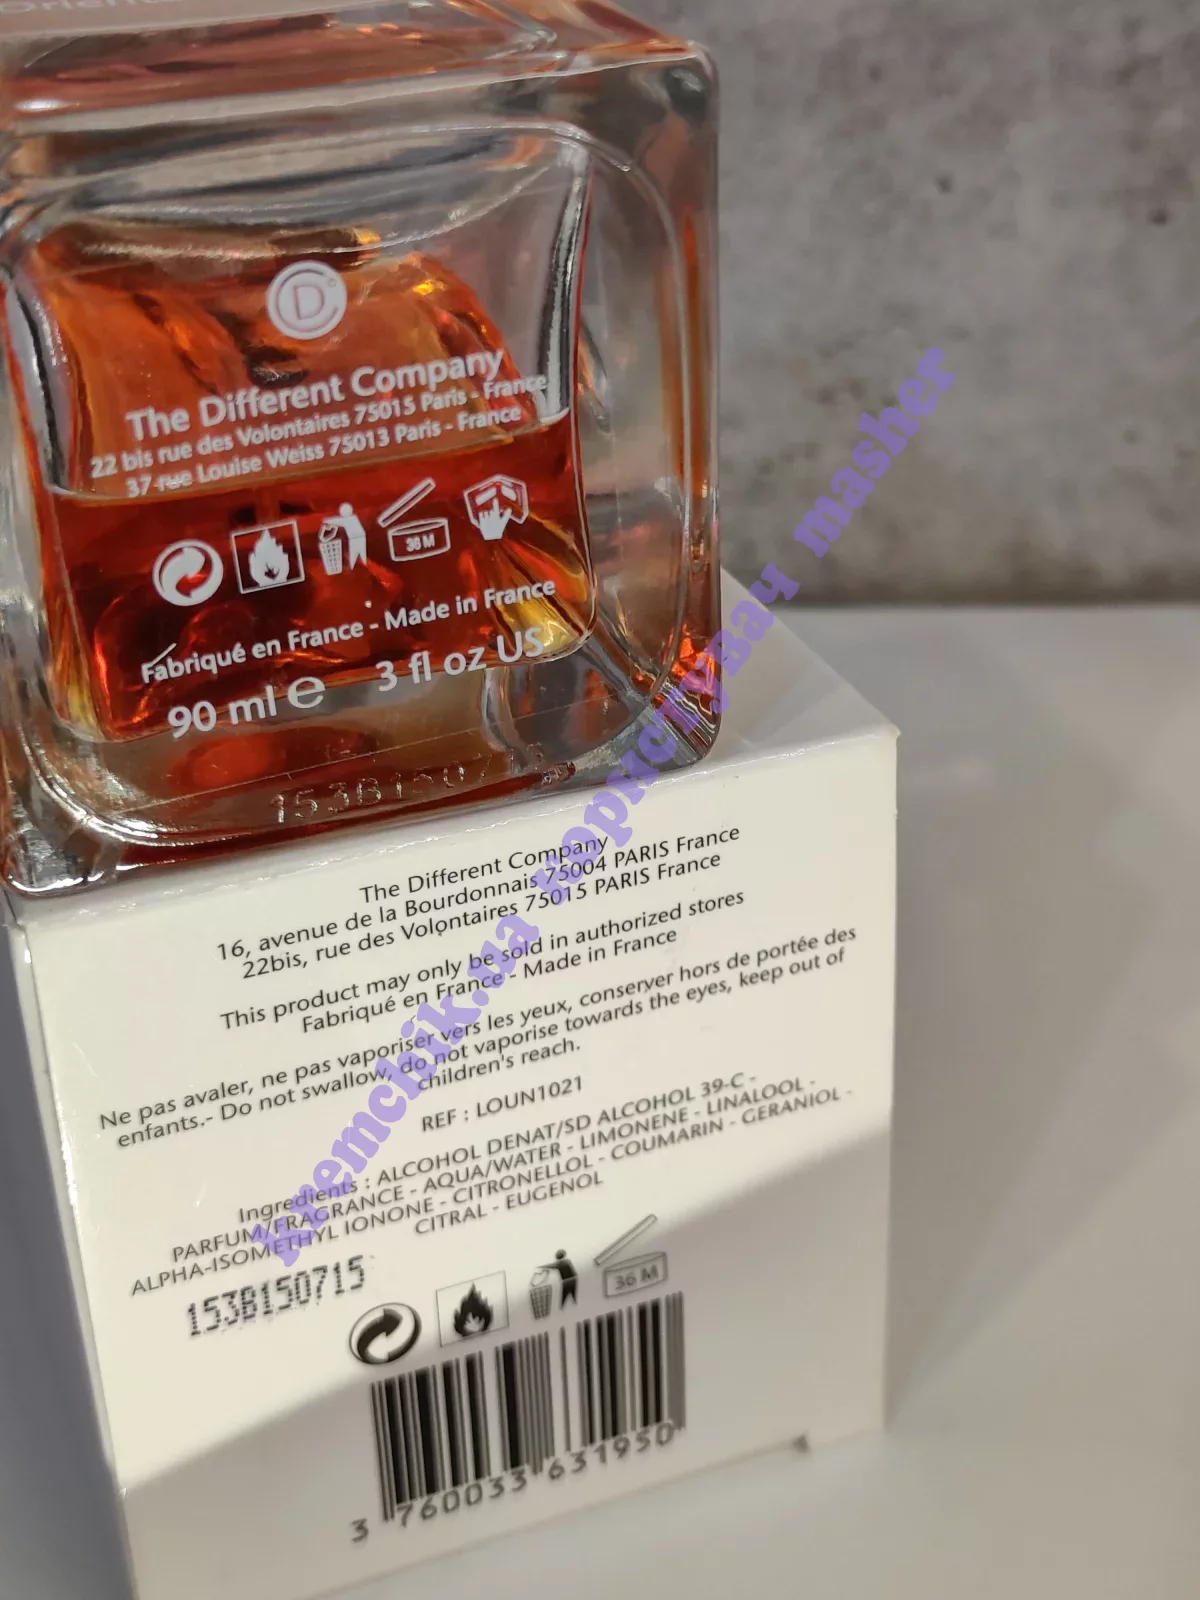 The Different Company
22 bis rue des Volontaires 75015 Paris - France
37 rue Louise Weiss 75013 Paris - France
36 M
Fabriqué en France - Made in France
90 ml e 3 fl oz US
153B150715
The Different Company
16, avenue de la Bourdonnais 75004 PARIS France
22bis, rue des Volontaires 75015 PARIS France
This product may only be sold in authorized stores
Fabriqué en France - Made in France
Ne pas avaler, ne pas vaporiser vers les yeux, conserver hors de portée des
enfants.- Do not swallow, do not vaporise towards the eyes, keep out of
children's reach.
REF : LOUN1021
Ingredients : ALCOHOL DENAT/SD ALCOHOL 39-C -
PARFUM/FRAGRANCE - AQUA/WATER - LIMONENE - LINALOOL -
ALPHA-ISOMETHYL IONONE - CITRONELLOL - COUMARIN - GERANIOL -
CITRAL - EUGENOL
153B150715
36 M
3 760033 631950
kremchik.ua користувач masher